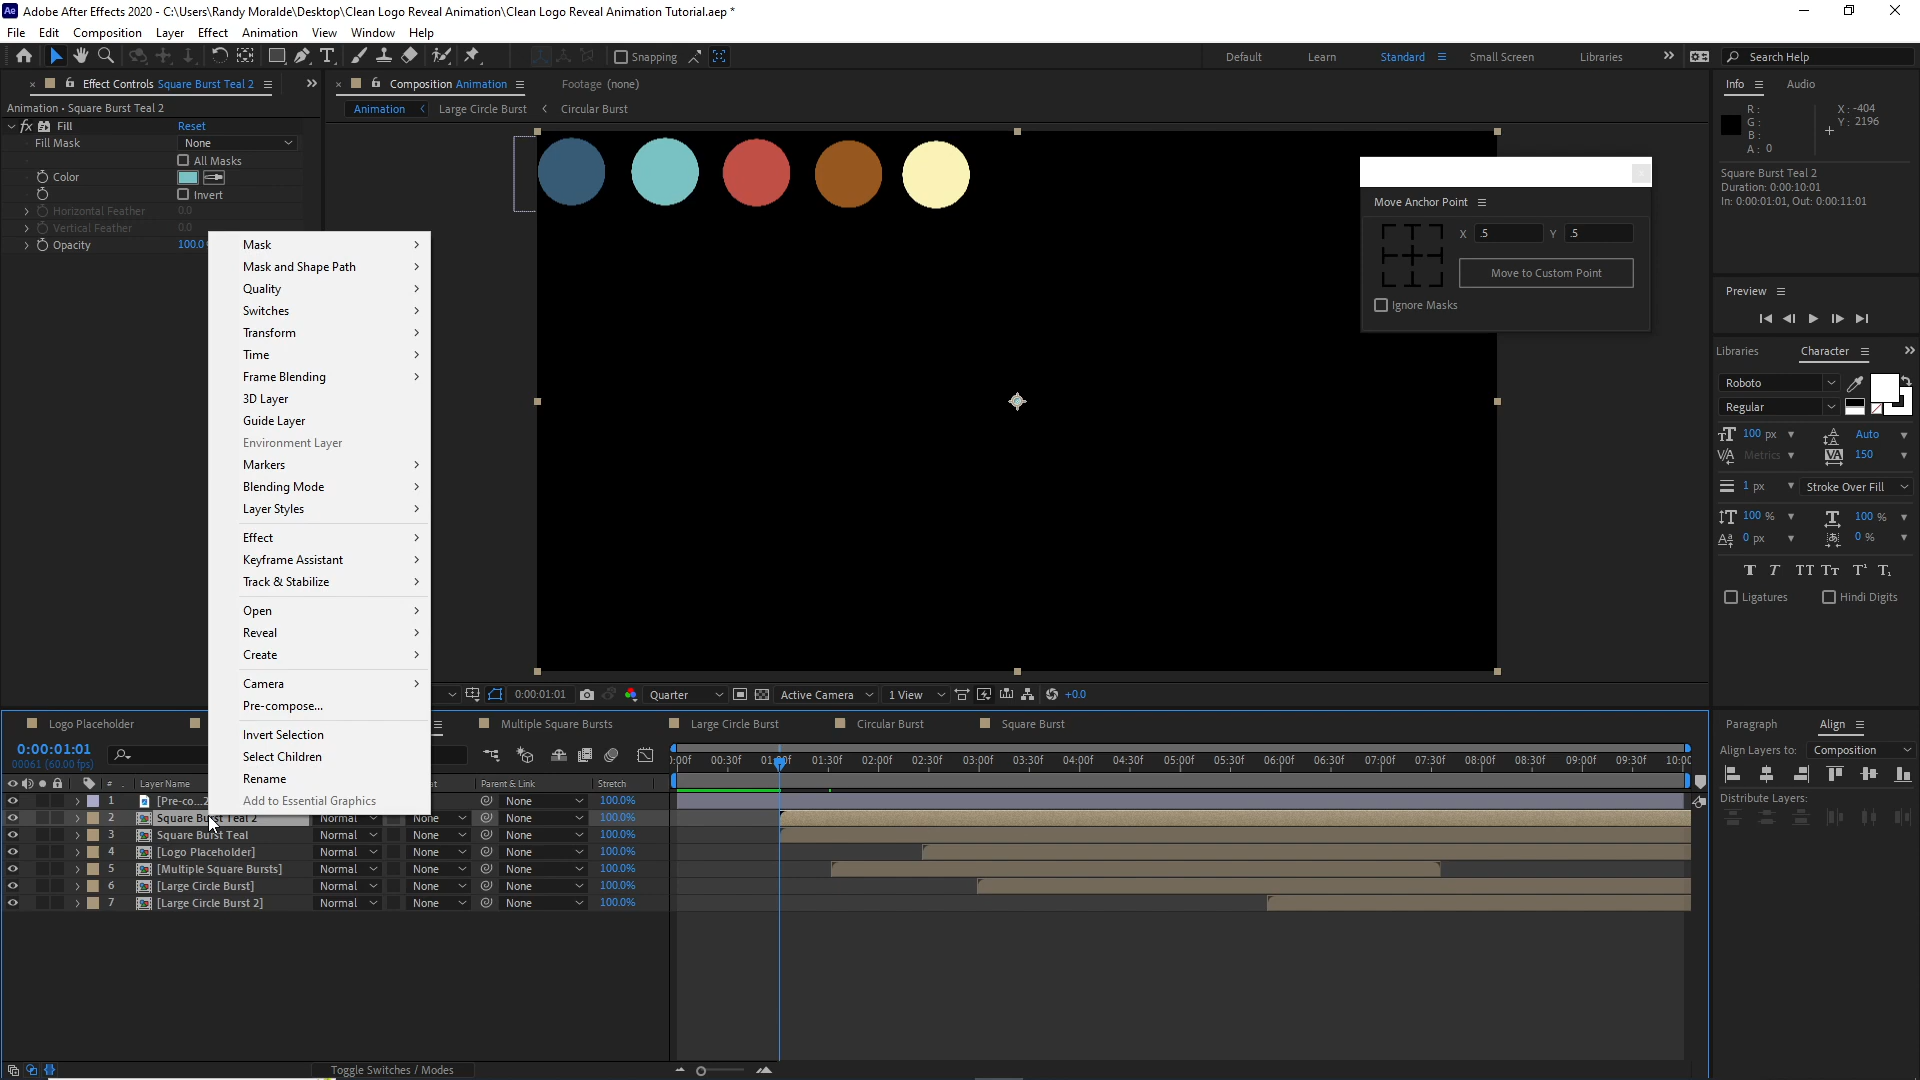 Ae Adobe After Effects 2020 - C:\Users\Randy Moralde\Desktop\Clean Logo Reveal Animation\Clean Logo Reveal Animation Tutorial.aep *
File Edit Composition Layer Effect Animation View Window Help
Snapping Default Learn Standard Small Screen Libraries Search Help
Effect Controls Square Burst Teal 2
Composition Animation
Footage (none)
Info Audio
Animation • Square Burst Teal 2
Animation Large Circle Burst Circular Burst
R:
G:
B:
A: 0
X: -404
Y: 2196
fx Fill Reset
Fill Mask None
All Masks
Color
Invert
Horizontal Feather 0.0
Vertical Feather 0.0
Opacity 100.0
Square Burst Teal 2
Duration: 0:00:10:01
In: 0:00:01:01, Out: 0:00:11:01
Move Anchor Point
X .5 Y .5
Move to Custom Point
Ignore Masks
Mask
Mask and Shape Path
Quality
Switches
Transform
Time
Frame Blending
3D Layer
Guide Layer
Environment Layer
Markers
Blending Mode
Layer Styles
Effect
Keyframe Assistant
Track & Stabilize
Open
Reveal
Create
Camera
Pre-compose...
Invert Selection
Select Children
Rename
Add to Essential Graphics
Preview
Libraries Character
Roboto
Regular
100 px Auto
Metrics 150
1 px Stroke Over Fill
100 % 100 %
0 px 0 %
T T TT Tt T¹ T₁
Ligatures Hindi Digits
0:00:01:01 Quarter Active Camera 1 View +0.0
Logo Placeholder Multiple Square Bursts Large Circle Burst Circular Burst Square Burst
Paragraph Align
0:00:01:01
00061 (60.00 fps)
Align Layers to: Composition
Distribute Layers:
00:30f 01:30f 02:00f 02:30f 03:00f 03:30f 04:00f 04:30f 05:00f 05:30f 06:00f 06:30f 07:00f 07:30f 08:00f 08:30f 09:00f 09:30f
# Layer Name Parent & Link Stretch
1 [Pre-co...2 None 100.0%
2 Square Burst Teal 2 Normal None None 100.0%
3 Square Burst Teal Normal None None 100.0%
4 [Logo Placeholder] Normal None None 100.0%
5 [Multiple Square Bursts] Normal None None 100.0%
6 [Large Circle Burst] Normal None None 100.0%
7 [Large Circle Burst 2] Normal None None 100.0%
Toggle Switches / Modes